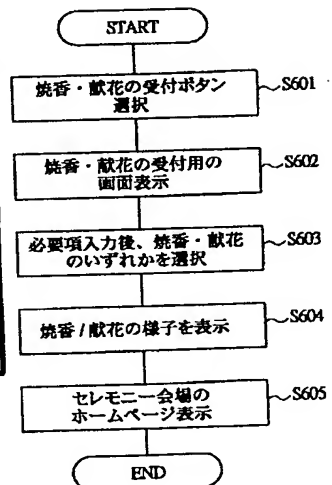 START
焼香・献花の受付ボタン
選択
S601
焼香・献花の受付用の
画面表示
S602
必要項入力後、焼香・献花
のいずれかを選択
S603
焼香/献花の様子を表示
S604
セレモニー会場の
ホームページ表示
S605
END